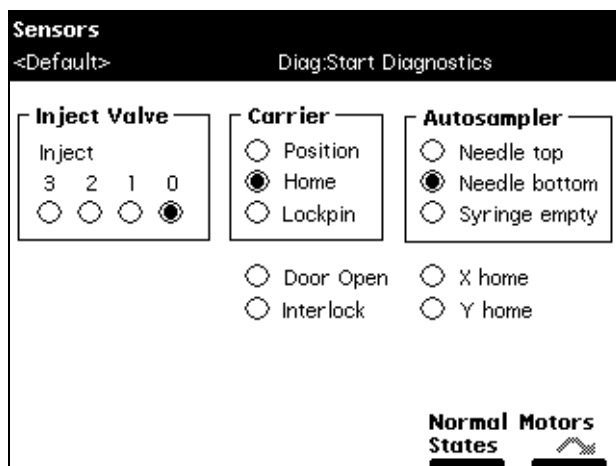 Sensors
<Default> Diag:Start Diagnostics
Inject Valve
Inject
3 2 1 0
Carrier
Position
Home
Lockpin
Autosampler
Needle top
Needle bottom
Syringe empty
Door Open
Interlock
X home
Y home
Normal Motors
States